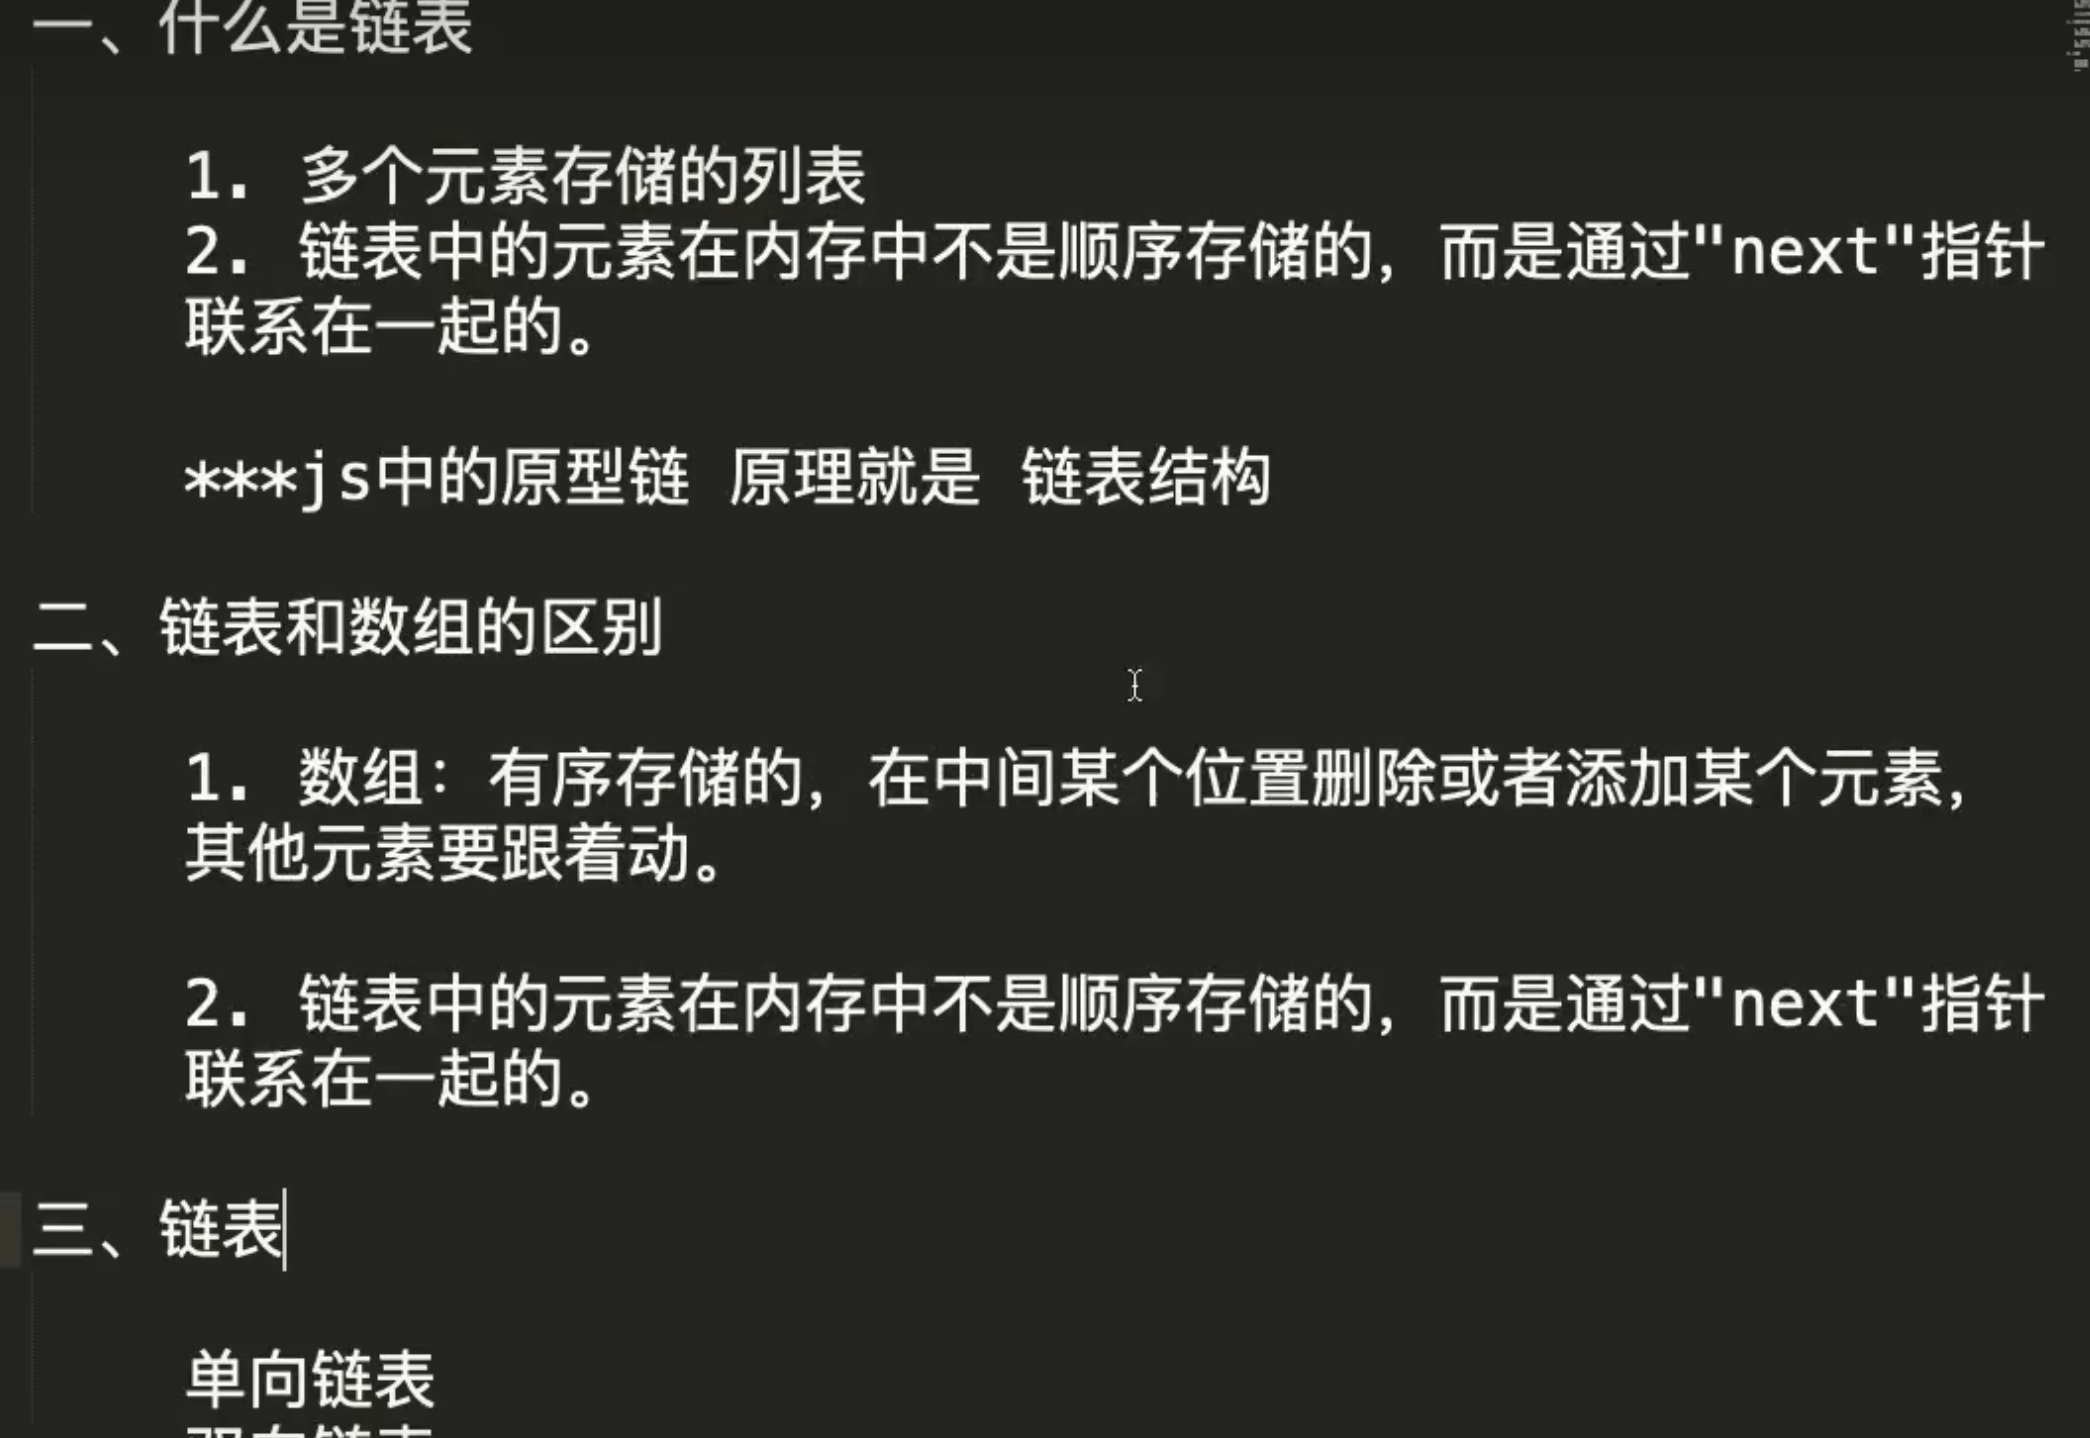 一、什么是链表
1. 多个元素存储的列表
2. 链表中的元素在内存中不是顺序存储的，而是通过"next"指针
联系在一起的。
***js中的原型链 原理就是 链表结构
二、链表和数组的区别
1. 数组：有序存储的，在中间某个位置删除或者添加某个元素，
其他元素要跟着动。
2. 链表中的元素在内存中不是顺序存储的，而是通过"next"指针
联系在一起的。
三、链表
单向链表
双向链表